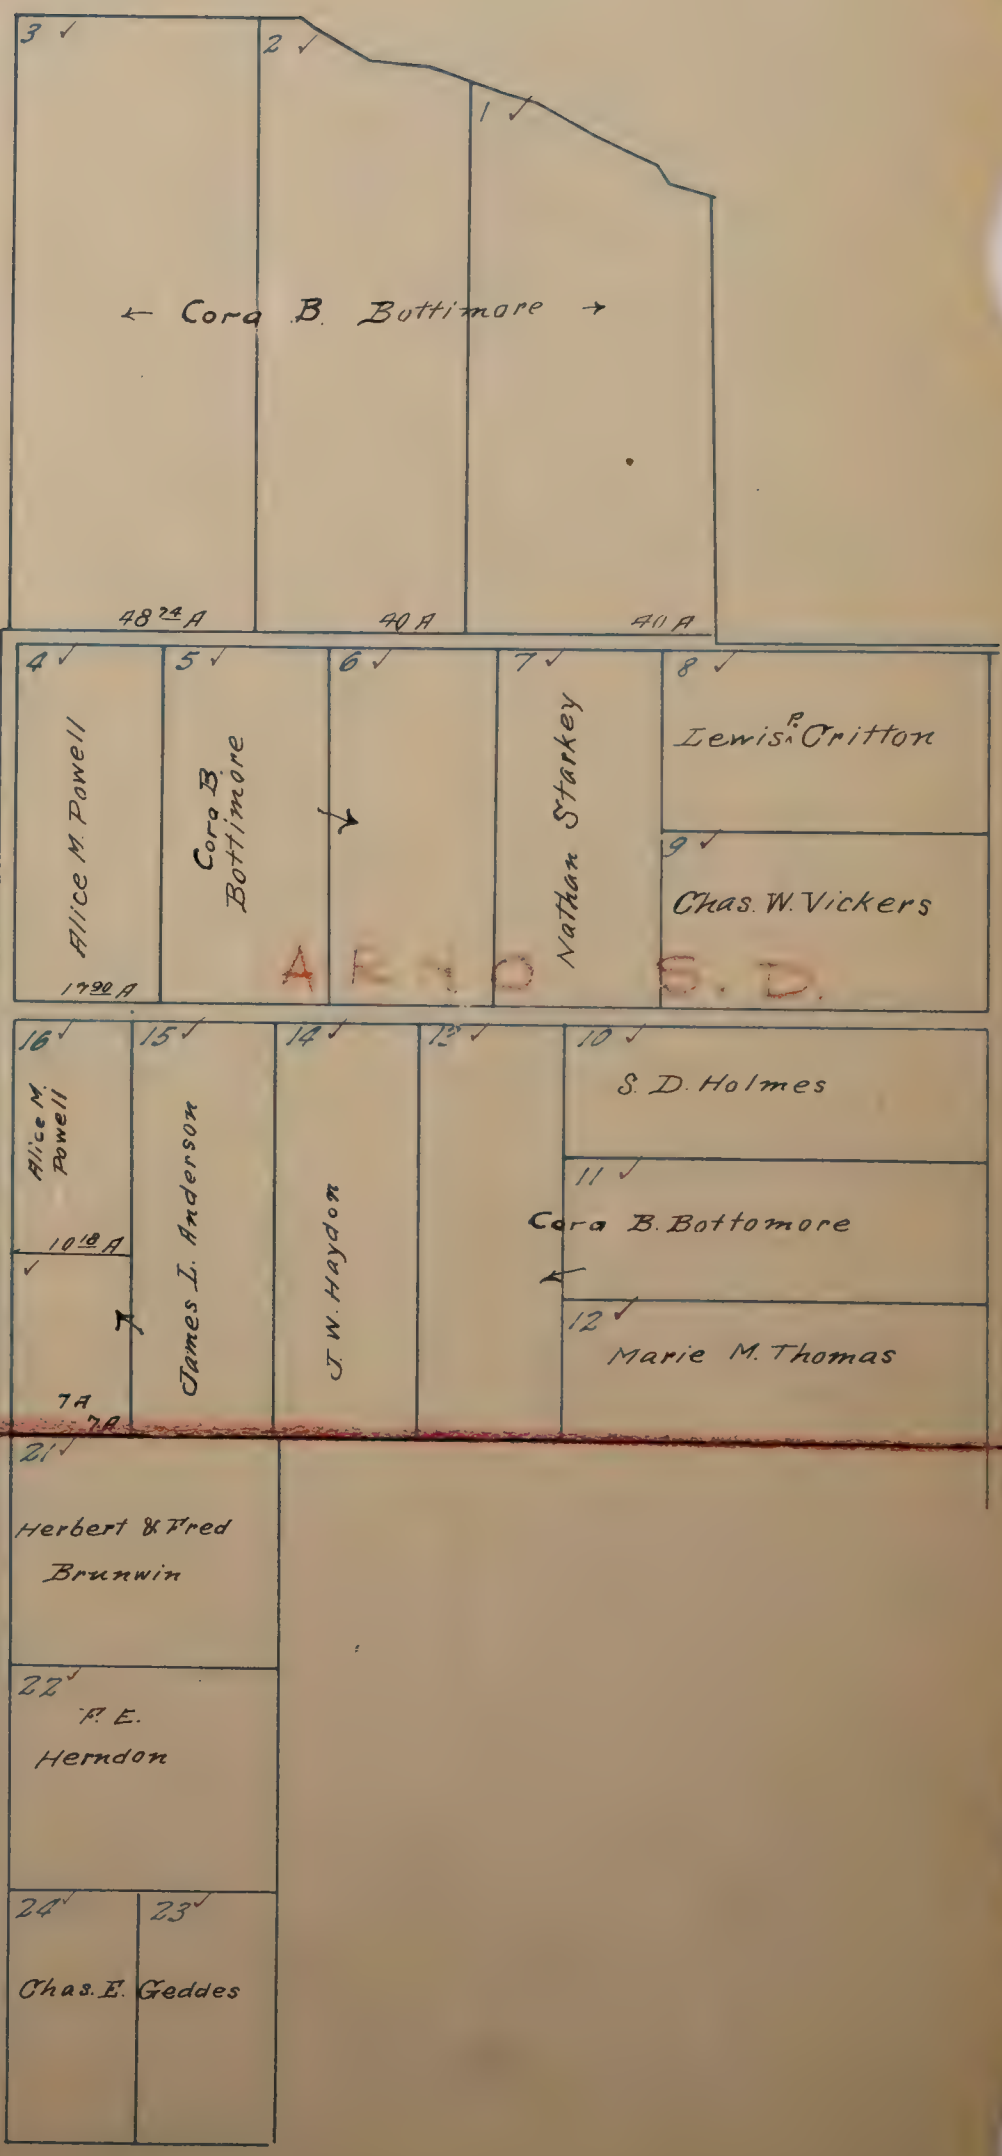 3 ✓
2 ✓
1 ✓
← Cora B. Bottimore →
48 74 A
40 A
40 A
4 ✓
Alice M. Powell
17 90 A
5 ✓
Cora B
Bottimore
6 ✓
7 ✓
Nathan Starkey
8 ✓
Lewis P. Critton
9 ✓
Chas. W. Vickers
ARNO S.D.
16 ✓
Alice M.
Powell
10 18 A
✓
7 A
7 A
15 ✓
James L. Anderson
14 ✓
J. W. Haydon
13 ✓
10 ✓
S. D. Holmes
11 ✓
Cora B. Bottomore
12 ✓
Marie M. Thomas
21 ✓
Herbert & Fred
Brunwin
22 ✓
F. E.
Herndon
24 ✓
23 ✓
Chas. E. Geddes